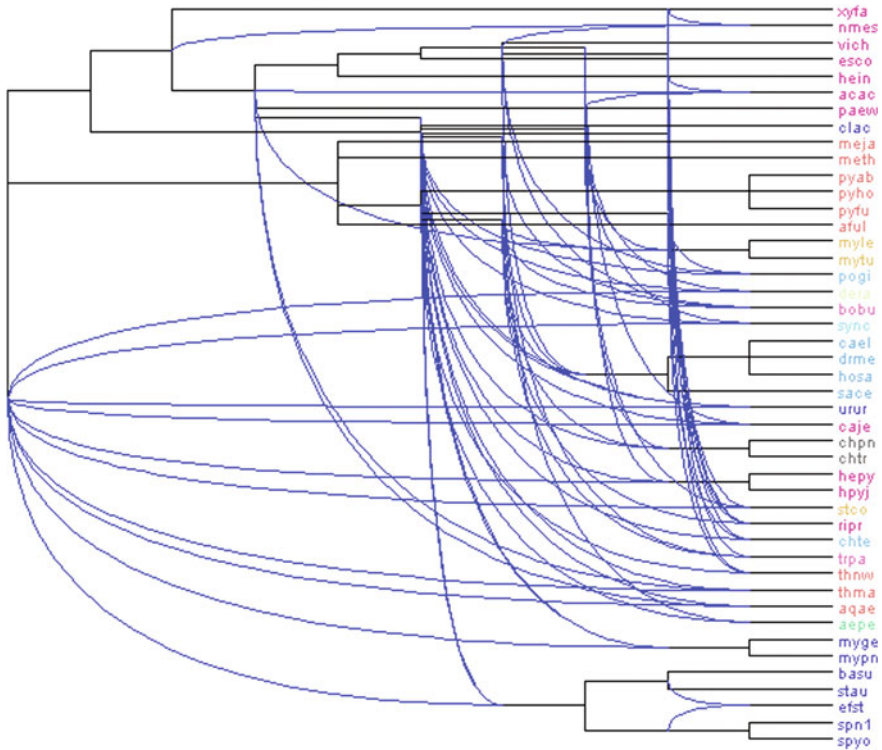 xyfa
nmes
vich
esco
hein
acac
paew
clac
meja
meth
pyab
pyho
pyfu
aful
myle
mytu
pogi
dera
bobu
sync
cael
drme
hosa
sace
urur
caje
chpn
chtr
hepy
hpyj
stco
ripr
chte
trpa
thnw
thma
aqae
aepe
myge
mypn
basu
stau
efst
spn1
spyo